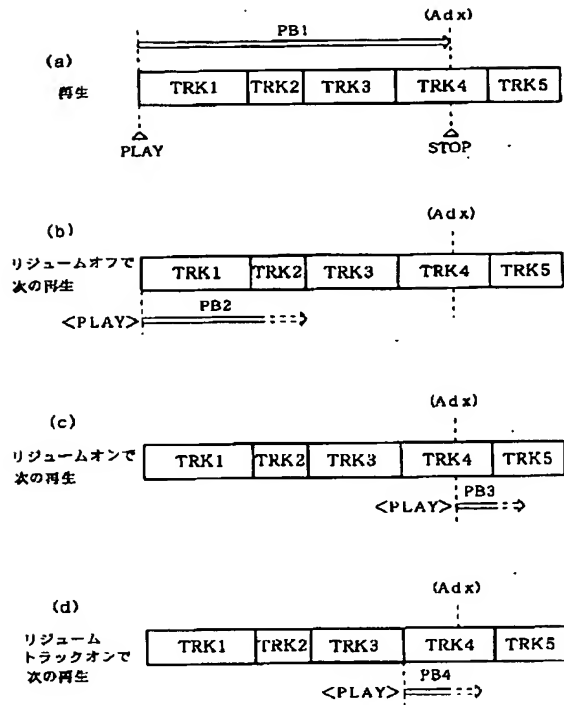 (Adx)
PB1
(a)
再生
TRK1 TRK2 TRK3 TRK4 TRK5
PLAY STOP
(Adx)
(b)
リジュームオフで
次の再生
TRK1 TRK2 TRK3 TRK4 TRK5
<PLAY> PB2
(Adx)
(c)
リジュームオンで
次の再生
TRK1 TRK2 TRK3 TRK4 TRK5
<PLAY> PB3
(Adx)
(d)
リジューム
トラックオンで
次の再生
TRK1 TRK2 TRK3 TRK4 TRK5
<PLAY> PB4